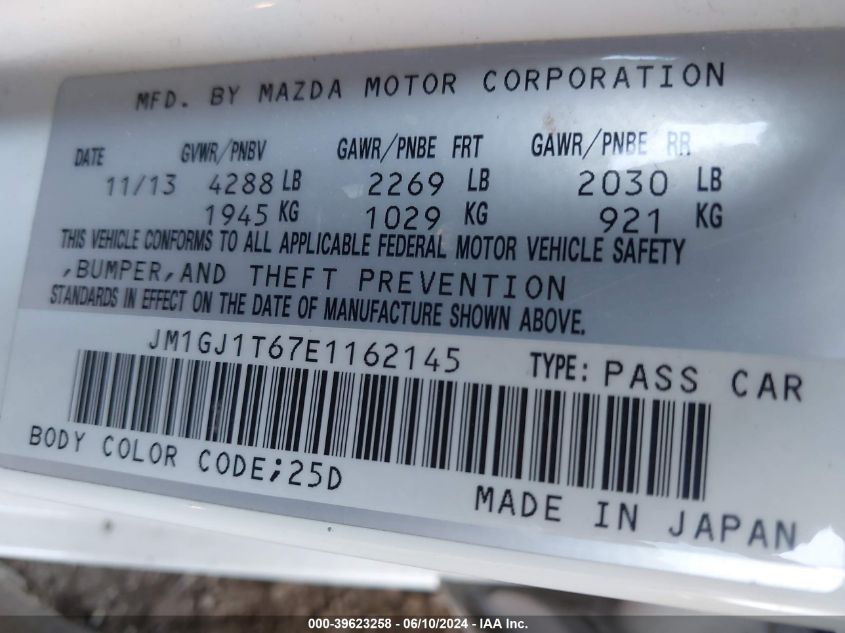 MFD. BY MAZDA MOTOR CORPORATION
DATE GVWR/PNBV GAWR/PNBE FRT GAWR/PNBE RR
11/13 4288 LB 2269 LB 2030 LB
1945 KG 1029 KG 921 KG
THIS VEHICLE CONFORMS TO ALL APPLICABLE FEDERAL MOTOR VEHICLE SAFETY
,BUMPER,AND THEFT PREVENTION
STANDARDS IN EFFECT ON THE DATE OF MANUFACTURE SHOWN ABOVE.
JM1GJ1T67E1162145 TYPE: PASS CAR
BODY COLOR CODE;25D
MADE IN JAPAN
000-39623258 - 06/10/2024 - IAA Inc.